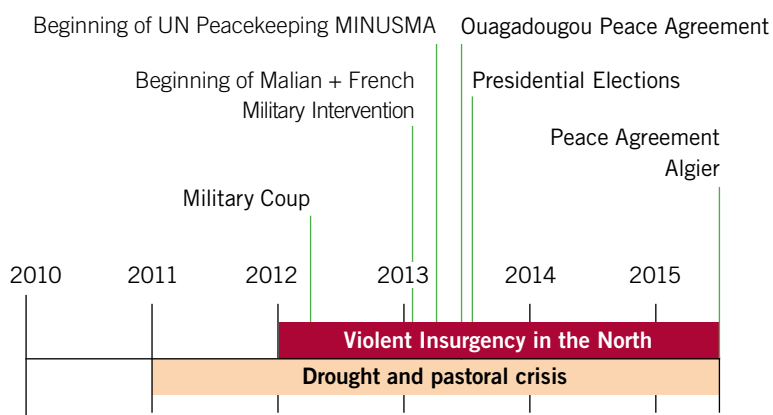 Beginning of UN Peacekeeping MINUSMA
Ouagadougou Peace Agreement
Beginning of Malian + French
Military Intervention
Presidential Elections
Peace Agreement
Algier
Military Coup
2010
2011
2012
2013
2014
2015
Violent Insurgency in the North
Drought and pastoral crisis